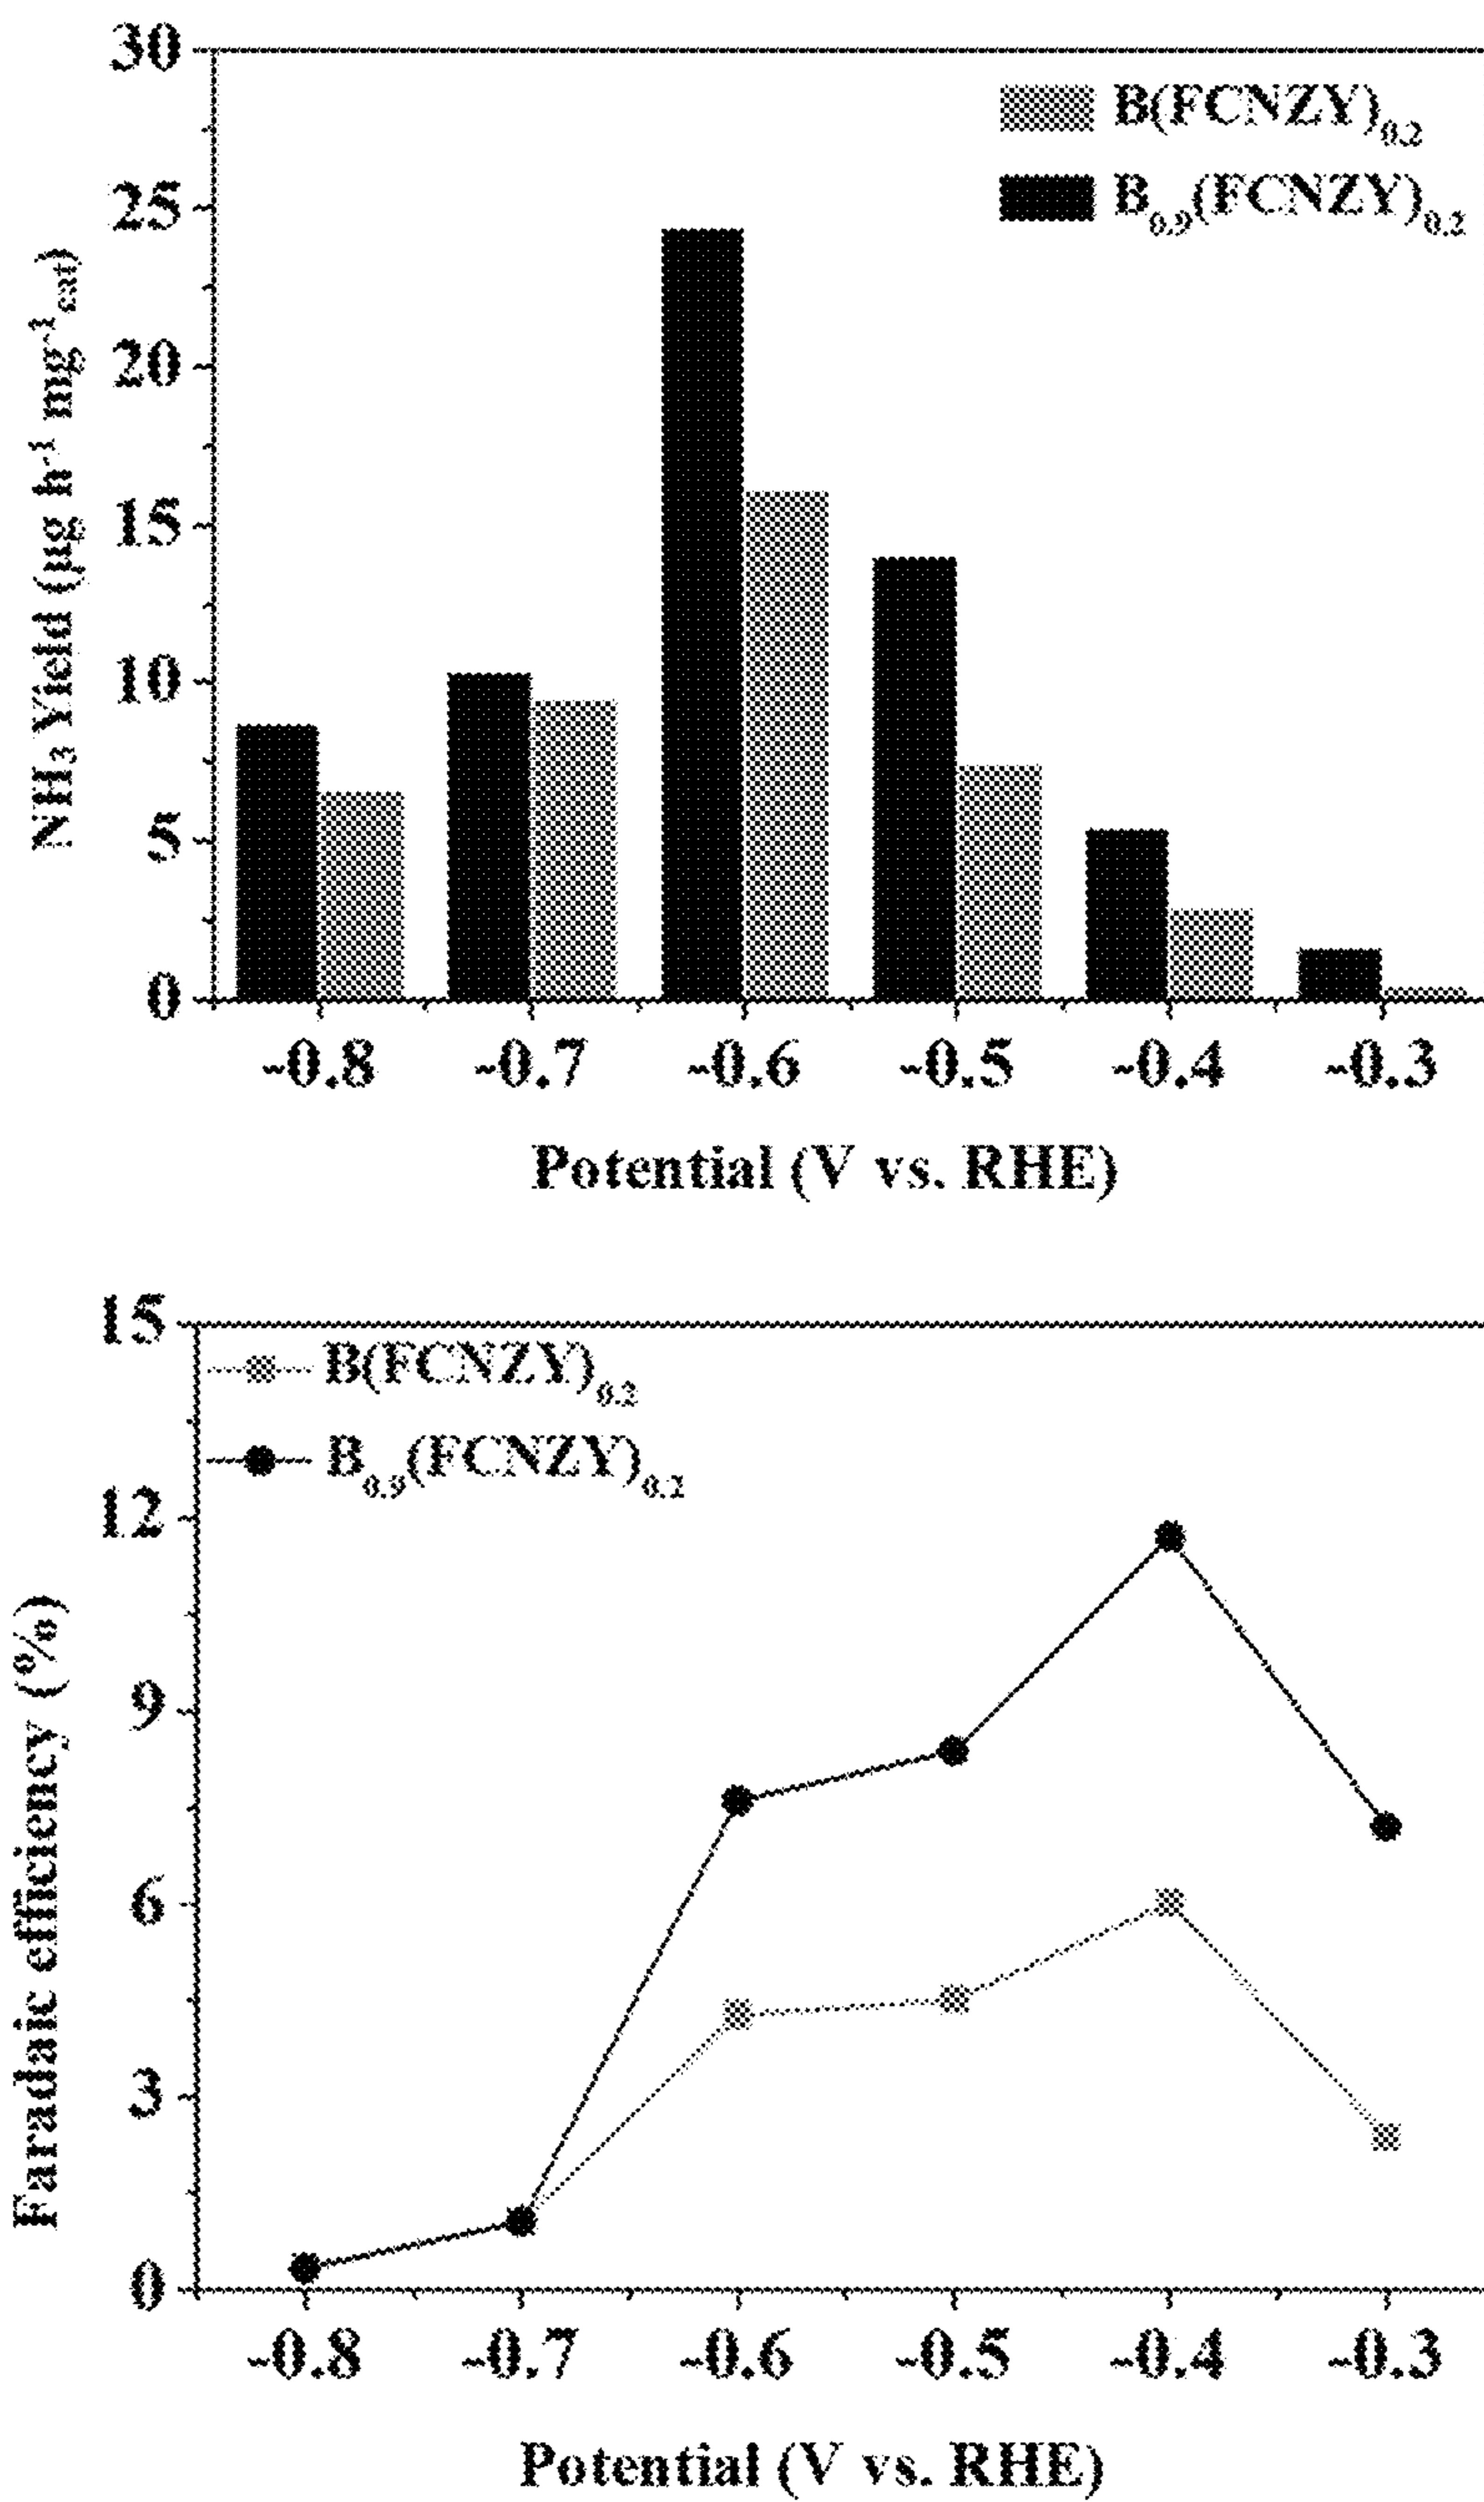 30
B(FCNZY)0.2
25
B0.9(FCNZY)0.2
20
15
10
5
0
NH3 Yield (µg h-1 mg-1cat)
-0.8 -0.7 -0.6 -0.5 -0.4 -0.3
Potential (V vs. RHE)
15
B(FCNZY)0.2
B0.9(FCNZY)0.2
12
9
6
3
0
Faradaic efficiency (%)
-0.8 -0.7 -0.6 -0.5 -0.4 -0.3
Potential (V vs. RHE)